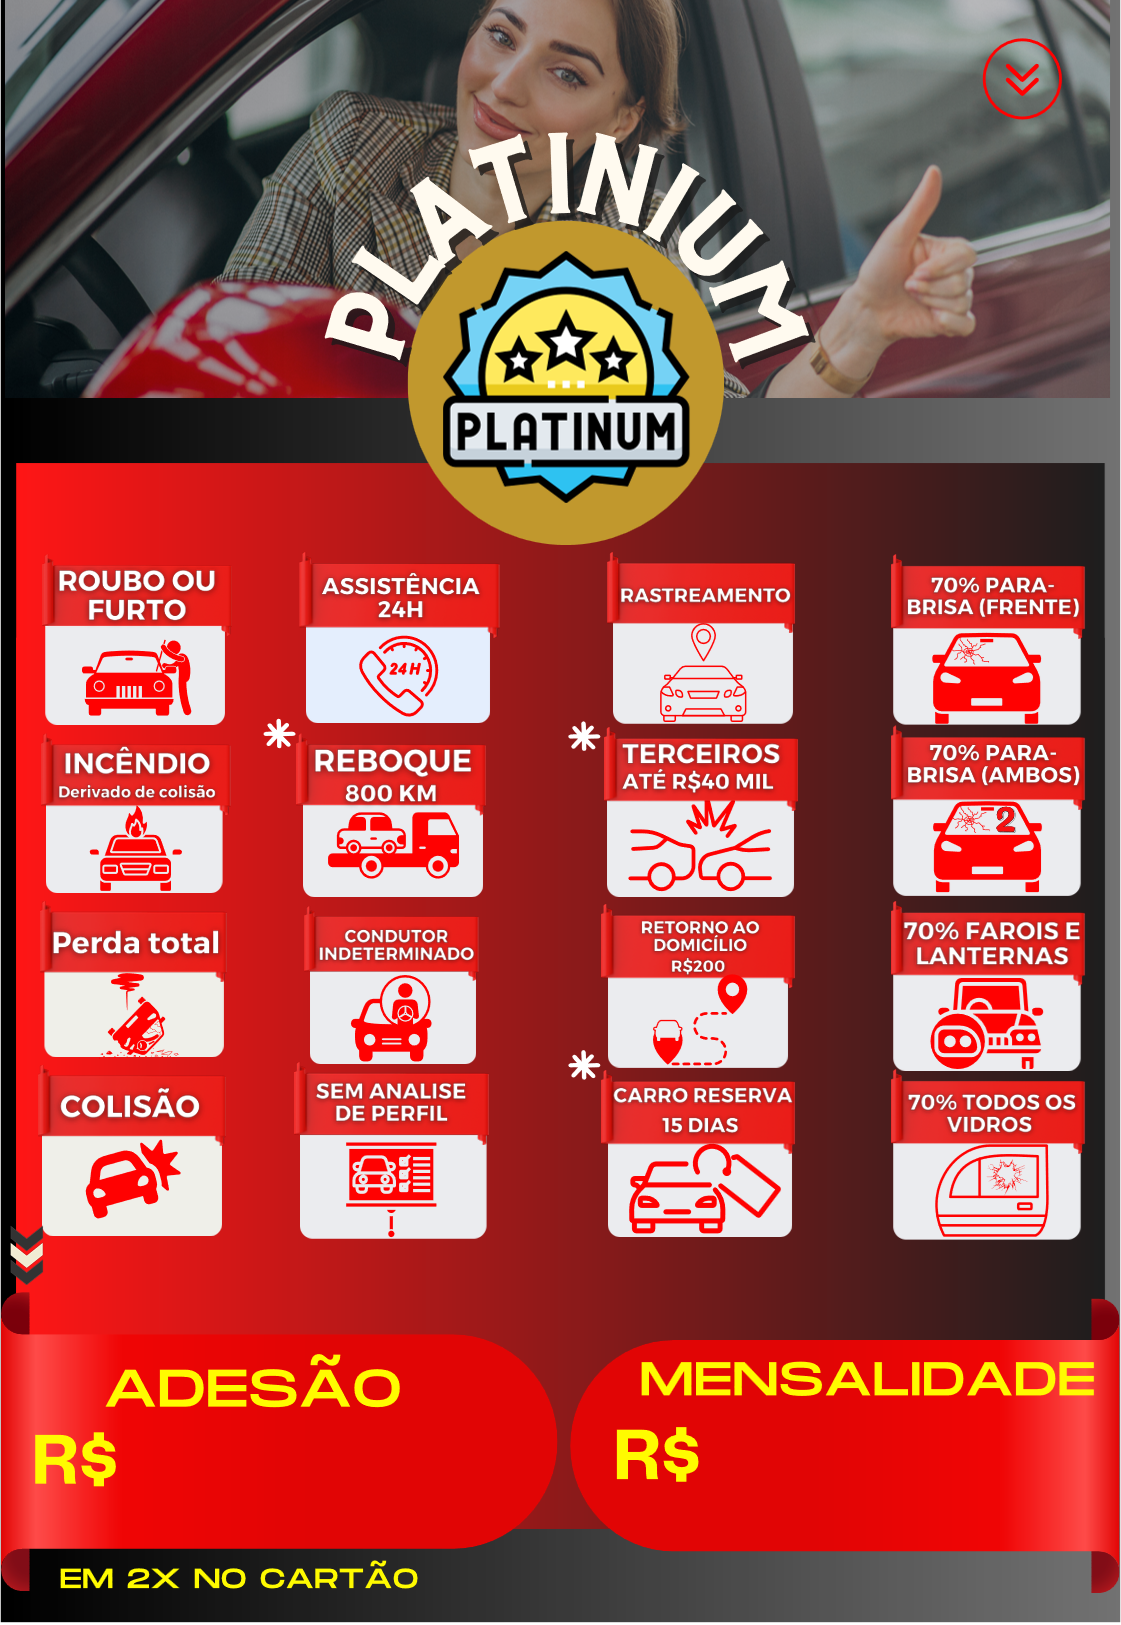 PLATINIUM
PLATINUM
ROUBO OU
FURTO
ASSISTÊNCIA
24H
24H
RASTREAMENTO
70% PARA-
BRISA (FRENTE)
INCÊNDIO
Derivado de colisão
REBOQUE
800 KM
TERCEIROS
ATÉ R$40 MIL
70% PARA-
BRISA (AMBOS)
2
Perda total
CONDUTOR
INDETERMINADO
RETORNO AO
DOMICÍLIO
R$200
70% FAROIS E
LANTERNAS
COLISÃO
SEM ANALISE
DE PERFIL
CARRO RESERVA
15 DIAS
70% TODOS OS
VIDROS
ADESÃO
R$
MENSALIDADE
R$
EM 2X NO CARTÃO